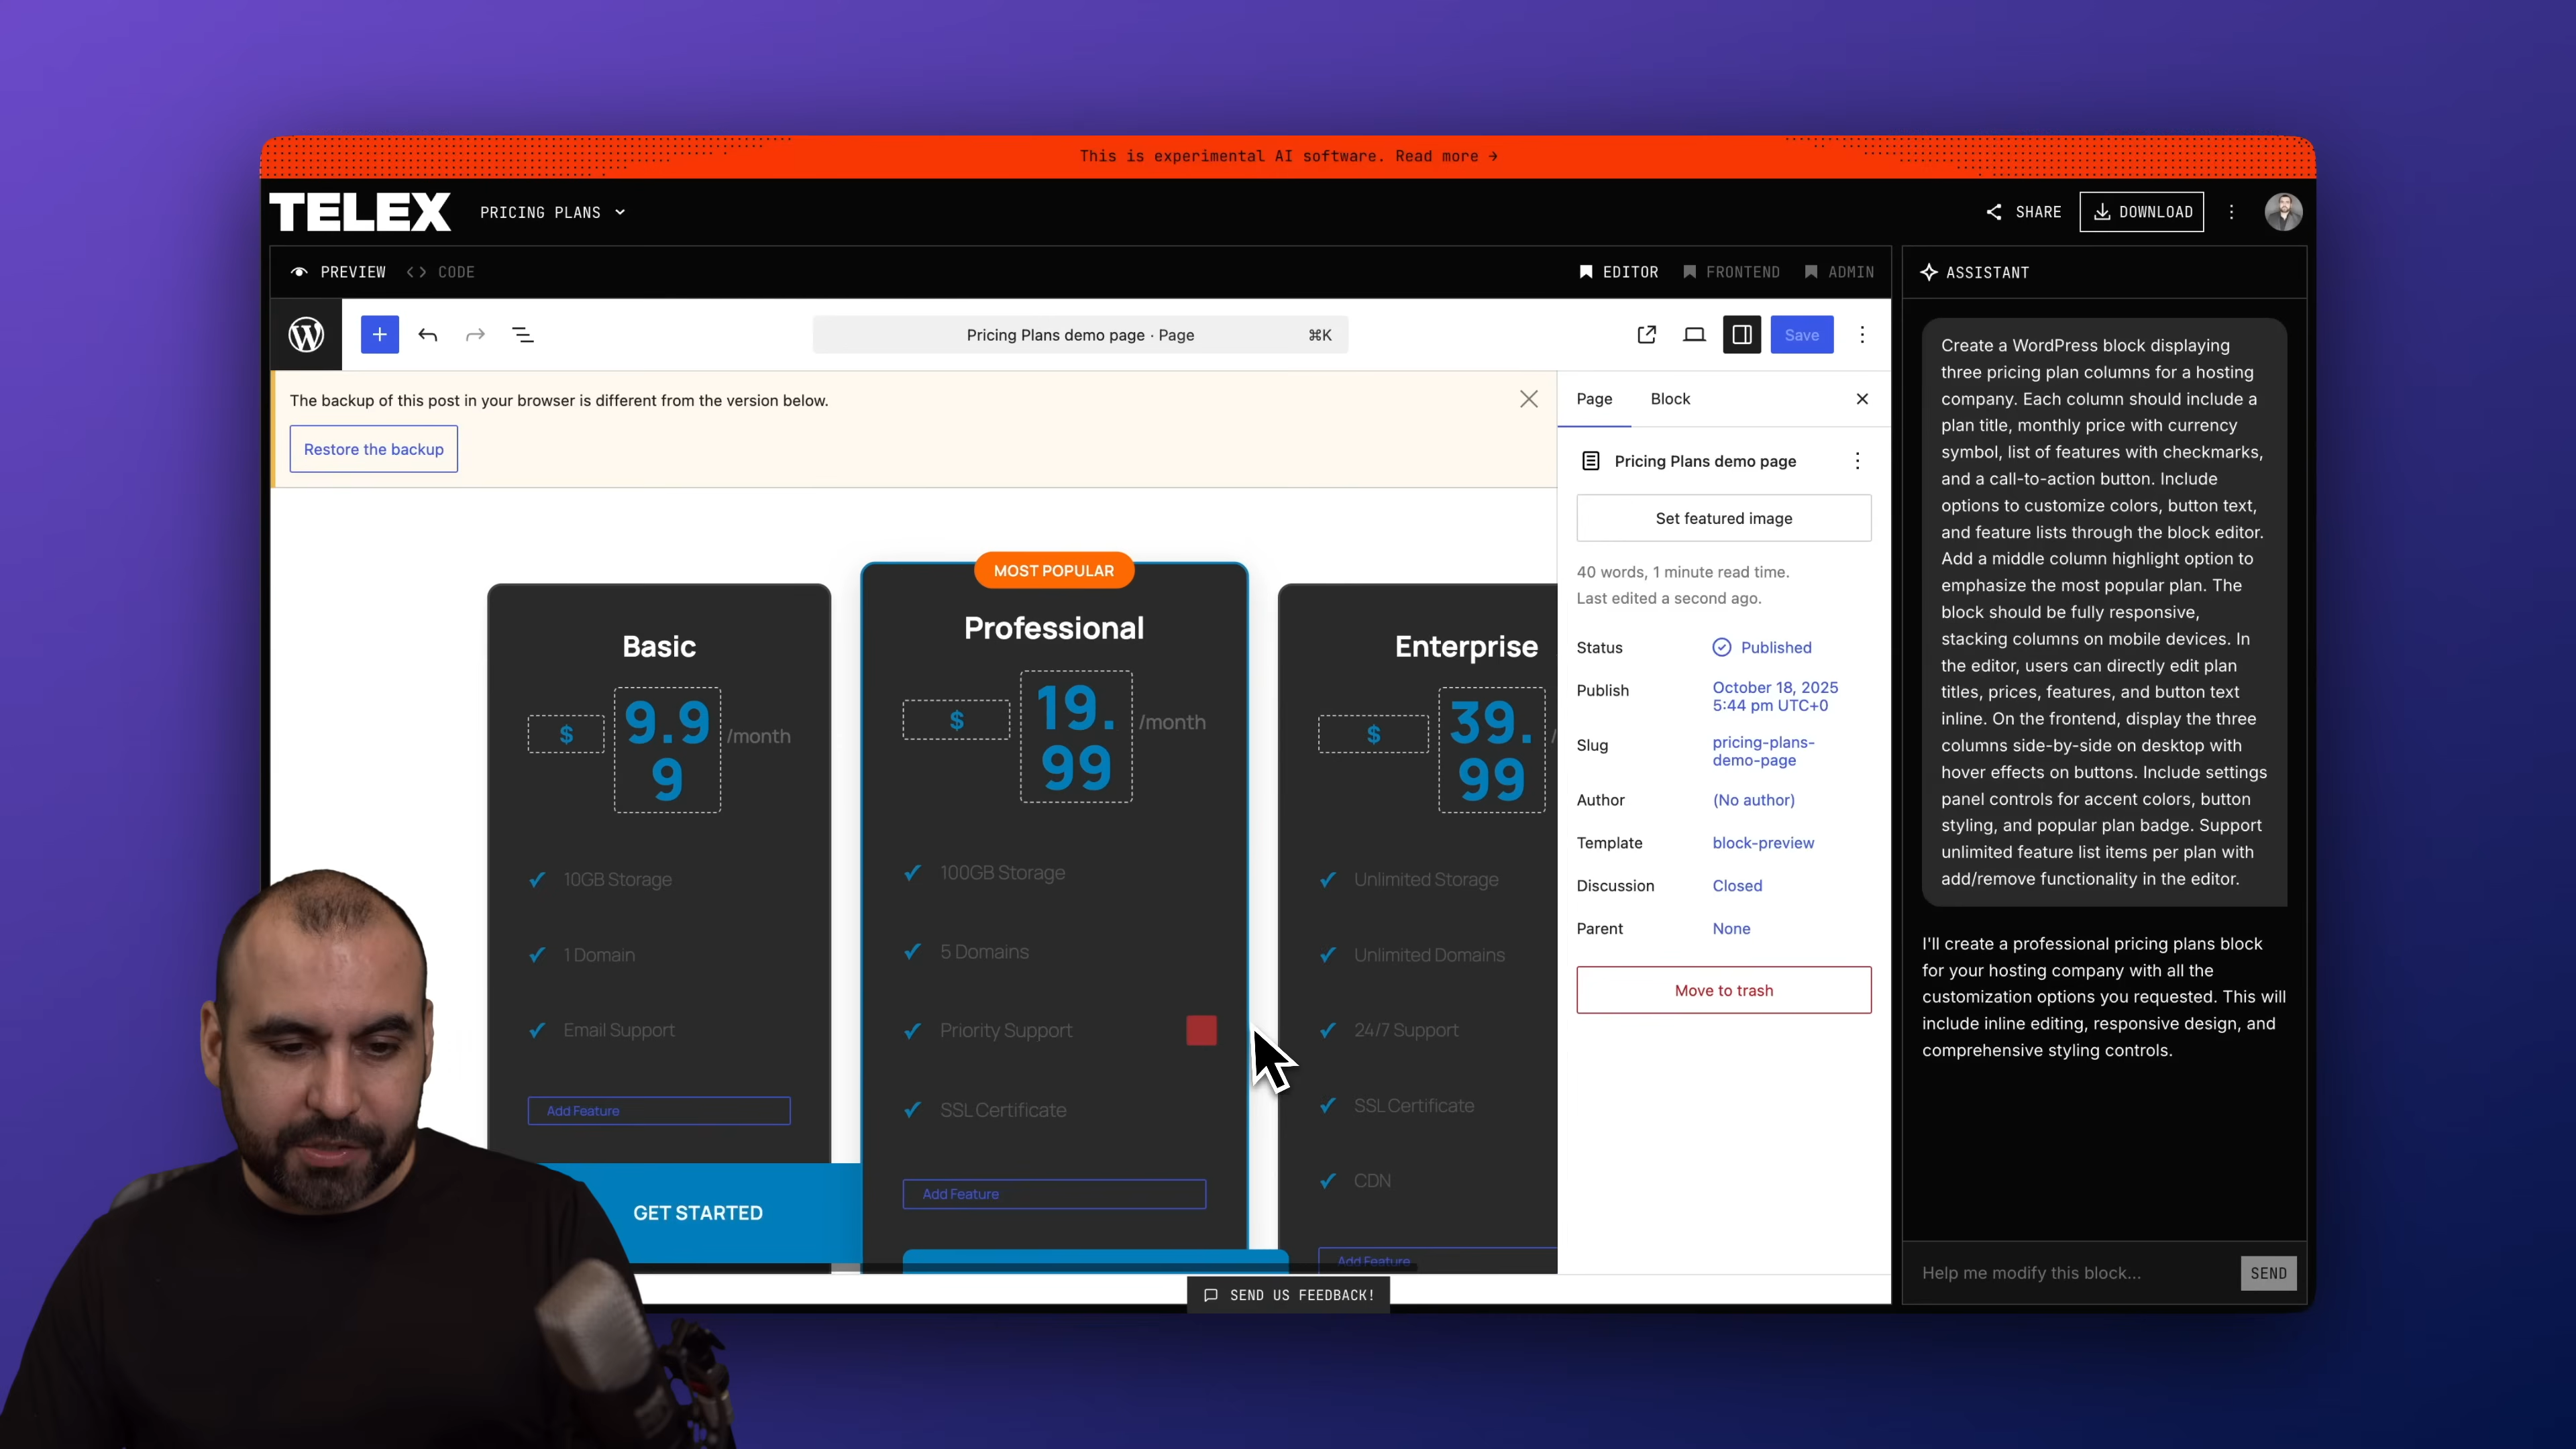 This is experimental AI software. Read more →
TELEX
PRICING PLANS
SHARE
DOWNLOAD
PREVIEW
CODE
EDITOR
FRONTEND
ADMIN
ASSISTANT
Pricing Plans demo page · Page
⌘K
Save
The backup of this post in your browser is different from the version below.
Restore the backup
MOST POPULAR
Basic
$
9.9
9
/month
10GB Storage
1 Domain
Email Support
Add Feature
GET STARTED
Professional
$
19.
99
/month
100GB Storage
5 Domains
Priority Support
SSL Certificate
Add Feature
Enterprise
$
39.
99
/
Unlimited Storage
Unlimited Domains
24/7 Support
SSL Certificate
CDN
Add Feature
Page
Block
Pricing Plans demo page
Set featured image
40 words, 1 minute read time.
Last edited a second ago.
Status
Published
Publish
October 18, 2025
5:44 pm UTC+0
Slug
pricing-plans-
demo-page
Author
(No author)
Template
block-preview
Discussion
Closed
Parent
None
Move to trash
Create a WordPress block displaying
three pricing plan columns for a hosting
company. Each column should include a
plan title, monthly price with currency
symbol, list of features with checkmarks,
and a call-to-action button. Include
options to customize colors, button text,
and feature lists through the block editor.
Add a middle column highlight option to
emphasize the most popular plan. The
block should be fully responsive,
stacking columns on mobile devices. In
the editor, users can directly edit plan
titles, prices, features, and button text
inline. On the frontend, display the three
columns side-by-side on desktop with
hover effects on buttons. Include settings
panel controls for accent colors, button
styling, and popular plan badge. Support
unlimited feature list items per plan with
add/remove functionality in the editor.
I'll create a professional pricing plans block
for your hosting company with all the
customization options you requested. This will
include inline editing, responsive design, and
comprehensive styling controls.
Help me modify this block...
SEND
SEND US FEEDBACK!